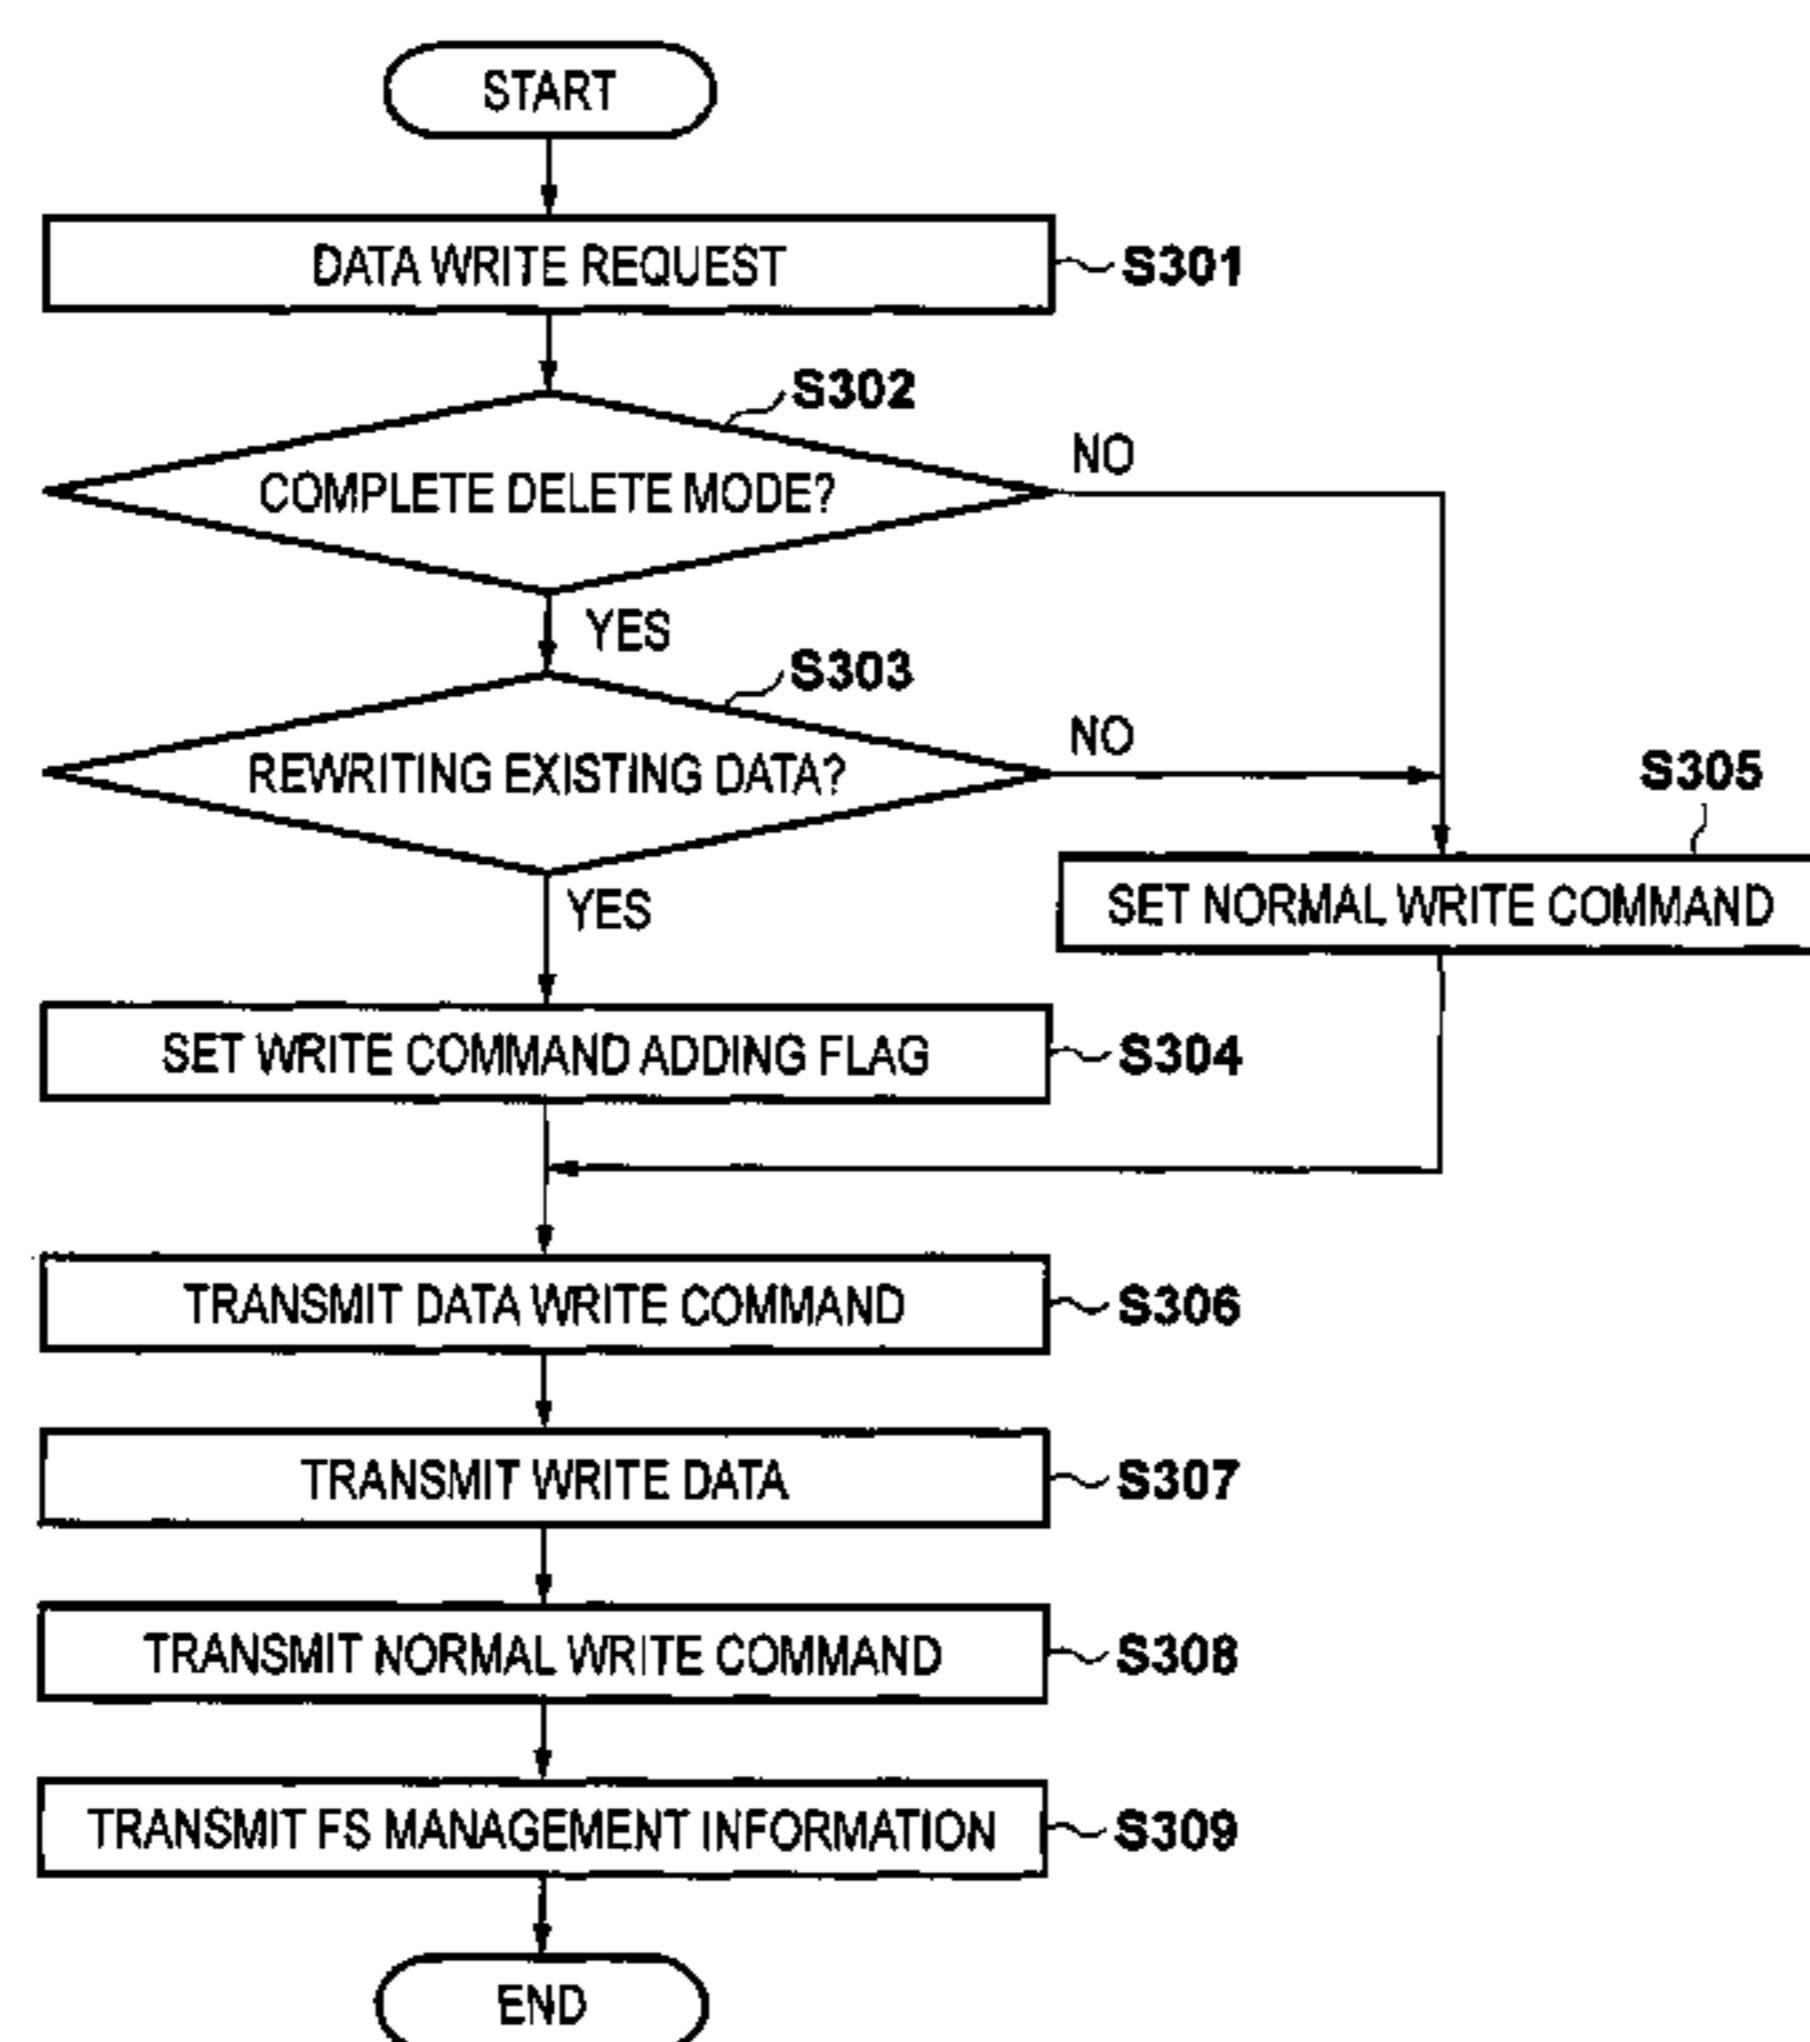 START
DATA WRITE REQUEST
S301
S302
COMPLETE DELETE MODE?
NO
YES
S303
REWRITING EXISTING DATA?
NO
YES
S305
SET NORMAL WRITE COMMAND
SET WRITE COMMAND ADDING FLAG
S304
TRANSMIT DATA WRITE COMMAND
S306
TRANSMIT WRITE DATA
S307
TRANSMIT NORMAL WRITE COMMAND
S308
TRANSMIT FS MANAGEMENT INFORMATION
S309
END